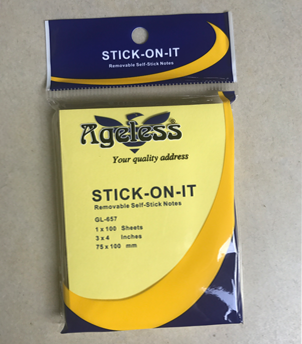 STICK-ON-IT
Removable Self-Stick Notes
Ageless®
Your quality address
STICK-ON-IT
Removable Self-Stick Notes
GL-657
1 x 100 Sheets
3 x 4 Inches
75 x 100 mm